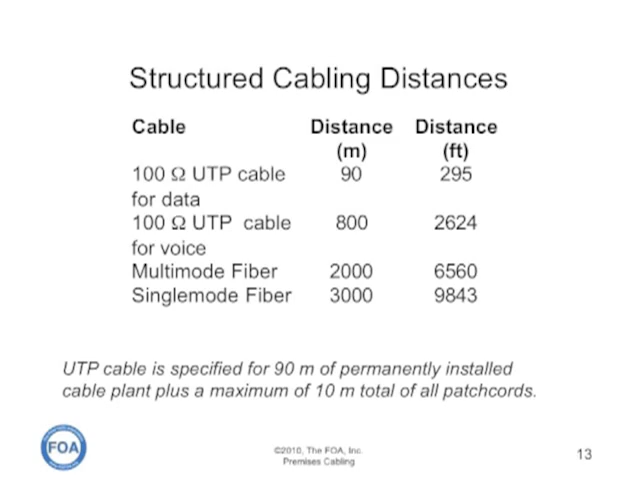 Structured Cabling Distances
Cable Distance Distance
(m) (ft)
100 Ω UTP cable 90 295
for data
100 Ω UTP cable 800 2624
for voice
Multimode Fiber 2000 6560
Singlemode Fiber 3000 9843
UTP cable is specified for 90 m of permanently installed
cable plant plus a maximum of 10 m total of all patchcords.
FOA
©2010, The FOA, Inc.
Premises Cabling
13